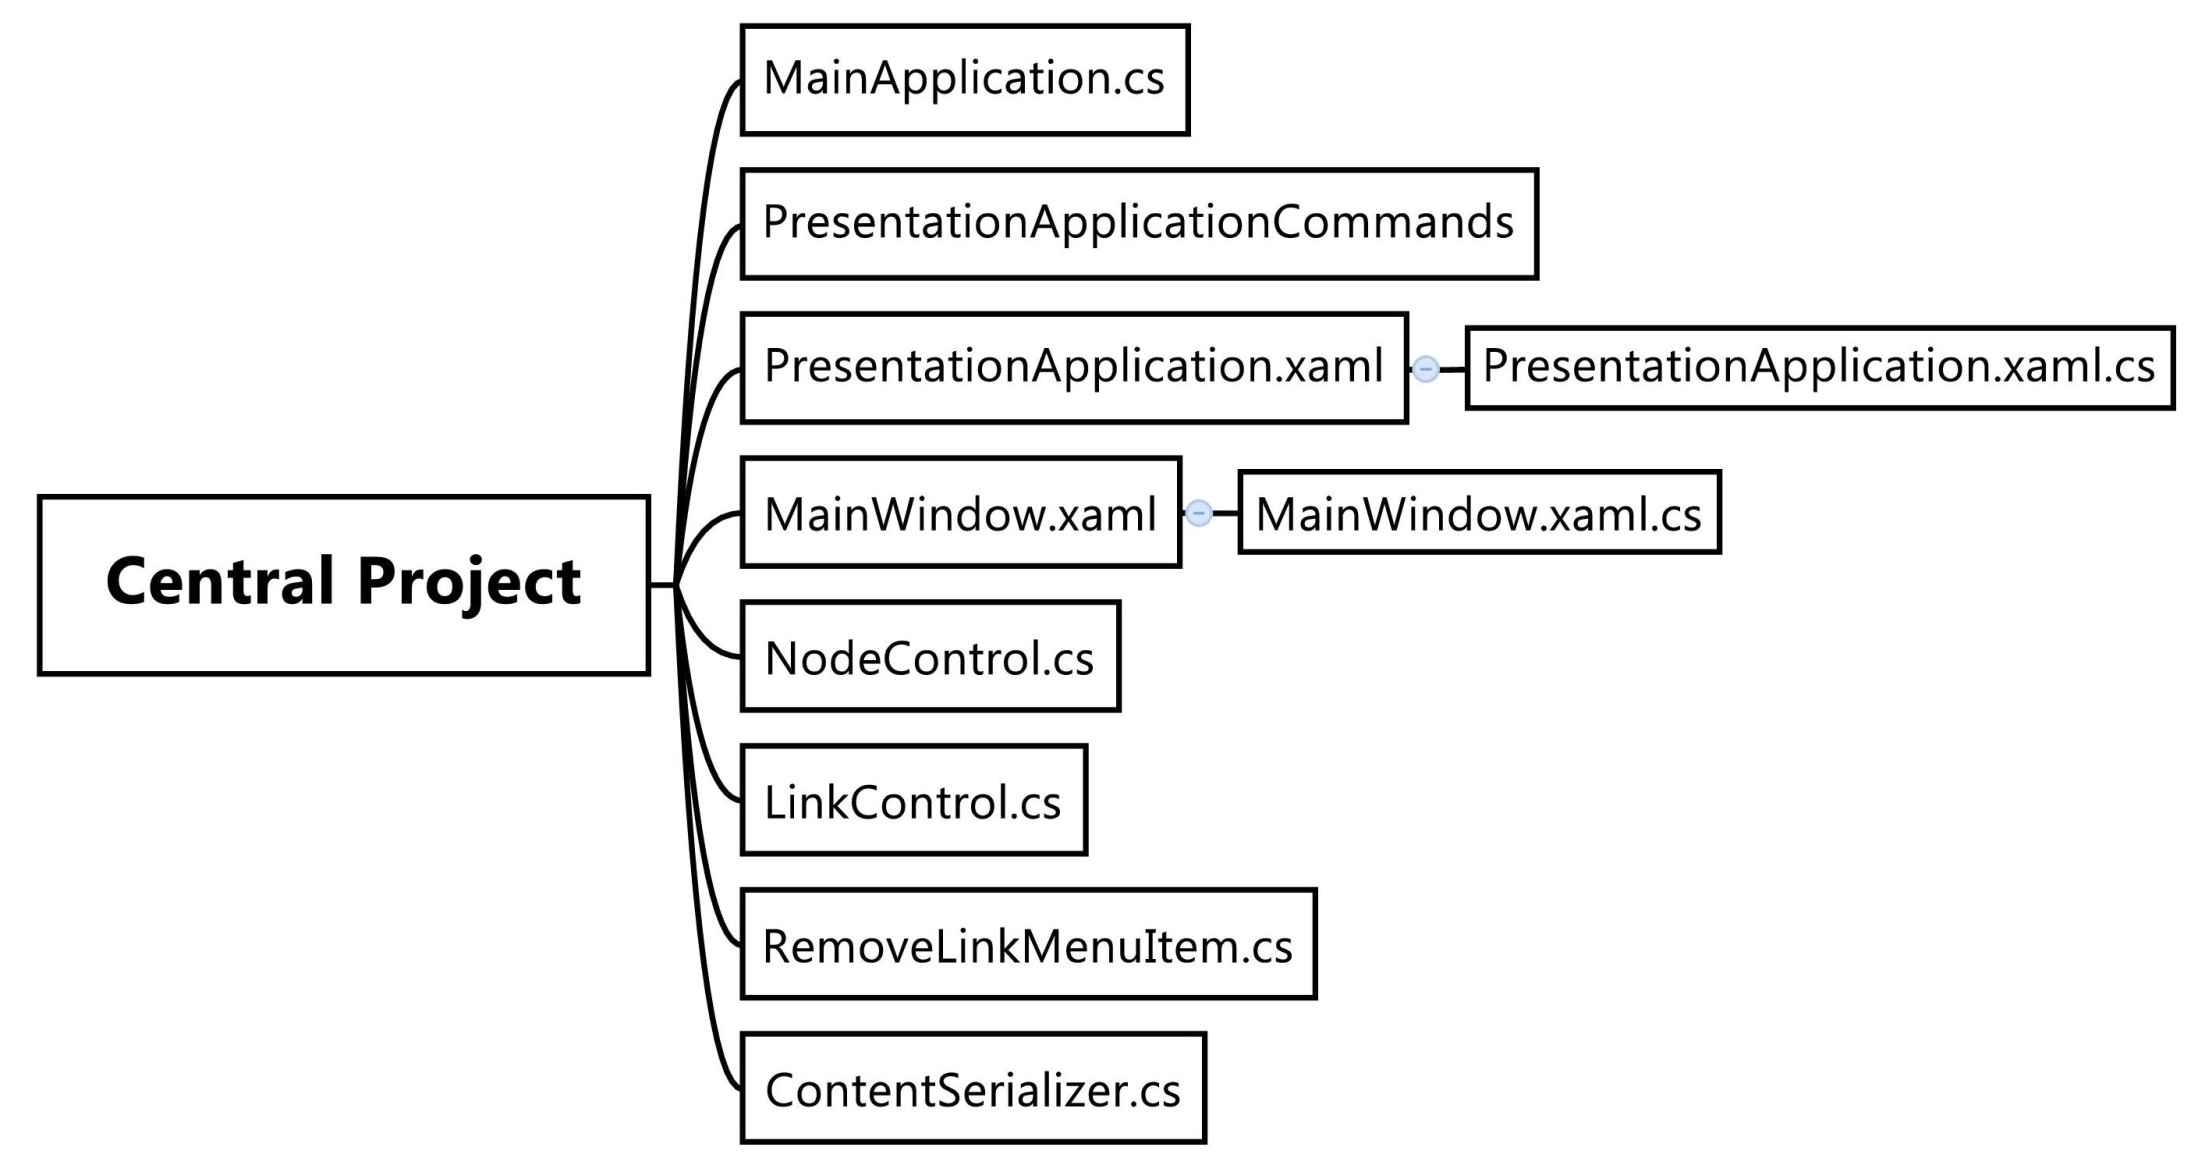 Central Project
MainApplication.cs
PresentationApplicationCommands
PresentationApplication.xaml
PresentationApplication.xaml.cs
MainWindow.xaml
MainWindow.xaml.cs
NodeControl.cs
LinkControl.cs
RemoveLinkMenuItem.cs
ContentSerializer.cs